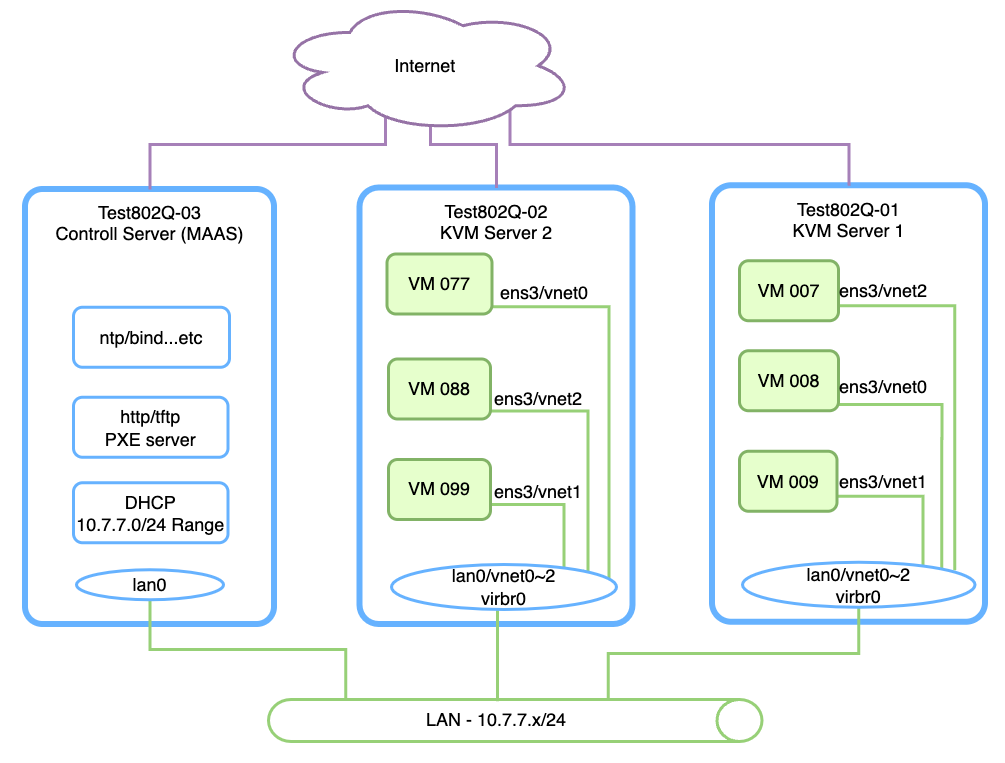 Internet
Test802Q-03
Controll Server (MAAS)
ntp/bind...etc
http/tftp
PXE server
DHCP
10.7.7.0/24 Range
lan0
Test802Q-02
KVM Server 2
VM 077
ens3/vnet0
VM 088
ens3/vnet2
VM 099
ens3/vnet1
lan0/vnet0~2
virbr0
Test802Q-01
KVM Server 1
VM 007
ens3/vnet2
VM 008
ens3/vnet0
VM 009
ens3/vnet1
lan0/vnet0~2
virbr0
LAN - 10.7.7.x/24